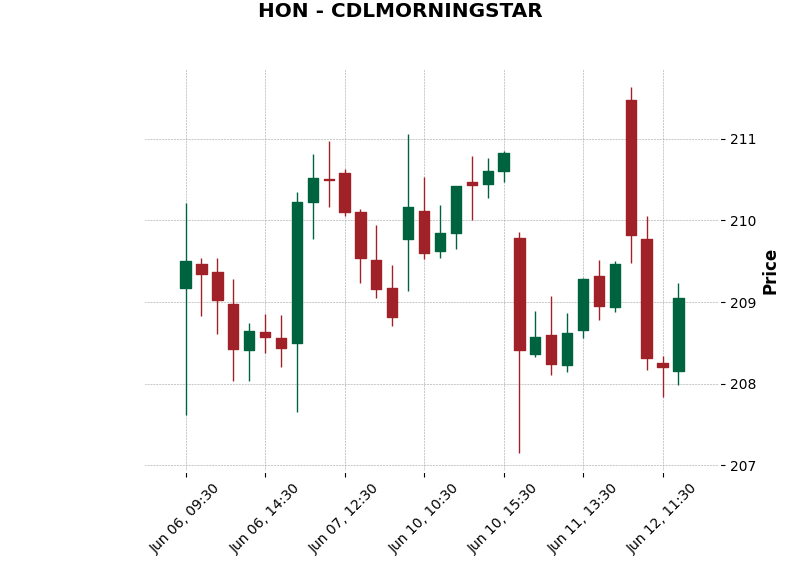 HON - CDLMORNINGSTAR
211
210
209
208
207
Price
Jun 06, 09:30
Jun 06, 14:30
Jun 07, 12:30
Jun 10, 10:30
Jun 10, 15:30
Jun 11, 13:30
Jun 12, 11:30